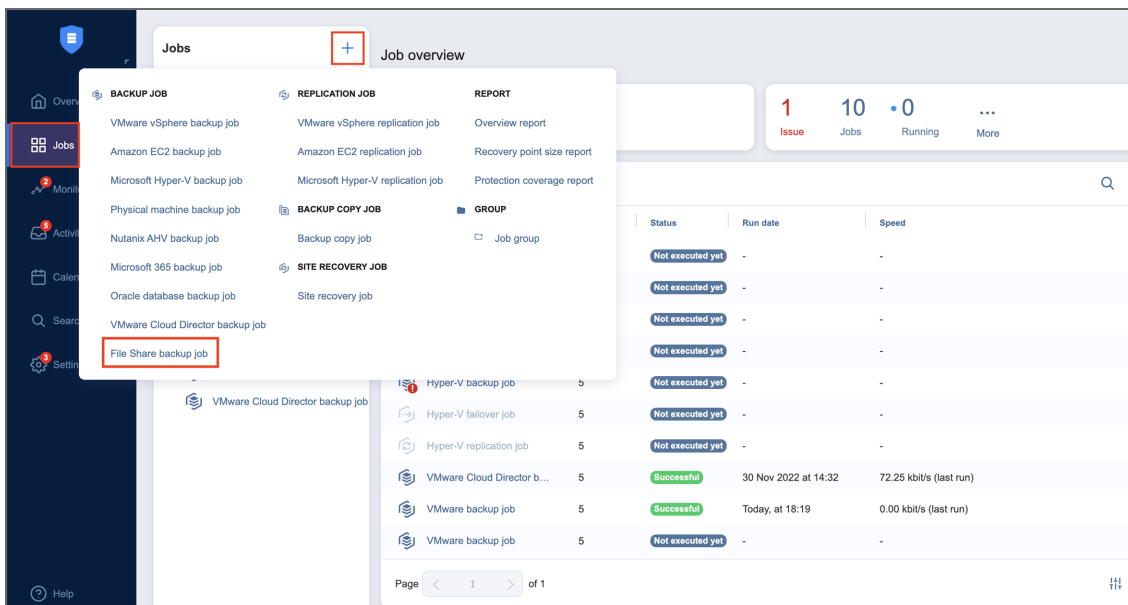 Jobs
Job overview
Overv
Jobs
2
Monit
5
Activi
Calen
Searc
3
Settin
Help
BACKUP JOB
VMware vSphere backup job
Amazon EC2 backup job
Microsoft Hyper-V backup job
Physical machine backup job
Nutanix AHV backup job
Microsoft 365 backup job
Oracle database backup job
VMware Cloud Director backup job
File Share backup job
REPLICATION JOB
VMware vSphere replication job
Amazon EC2 replication job
Microsoft Hyper-V replication job
BACKUP COPY JOB
Backup copy job
SITE RECOVERY JOB
Site recovery job
REPORT
Overview report
Recovery point size report
Protection coverage report
GROUP
Job group
VMware Cloud Director backup job
1 10 0 ...
Issue Jobs Running More
Status Run date Speed
Not executed yet - -
Not executed yet - -
Not executed yet - -
Not executed yet - -
Hyper-V backup job 5 Not executed yet - -
Hyper-V failover job 5 Not executed yet - -
Hyper-V replication job 5 Not executed yet - -
VMware Cloud Director b... 5 Successful 30 Nov 2022 at 14:32 72.25 kbit/s (last run)
VMware backup job 5 Successful Today, at 18:19 0.00 kbit/s (last run)
VMware backup job 5 Not executed yet - -
Page 1 of 1